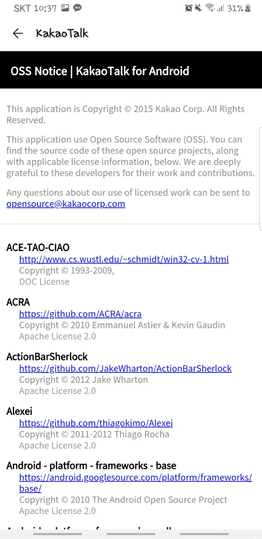 SKT 10:37 31%
KakaoTalk
OSS Notice | KakaoTalk for Android
This application is Copyright © 2015 Kakao Corp. All Rights
Reserved.
This application use Open Source Software (OSS). You can
find the source code of these open source projects, along
with applicable license information, below. We are deeply
grateful to these developers for their work and contributions.
Any questions about our use of licensed work can be sent to
opensource@kakaocorp.com
ACE-TAO-CIAO
http://www.cs.wustl.edu/~schmidt/win32-cv-1.html
Copyright © 1993-2009,
DOC License
ACRA
https://github.com/ACRA/acra
Copyright © 2010 Emmanuel Astier & Kevin Gaudin
Apache License 2.0
ActionBarSherlock
https://github.com/JakeWharton/ActionBarSherlock
Copyright © 2012 Jake Wharton
Apache License 2.0
Alexei
https://github.com/thiagokimo/Alexei
Copyright © 2011-2012 Thiago Rocha
Apache License 2.0
Android - platform - frameworks - base
https://android.googlesource.com/platform/frameworks/
base/
Copyright © 2010 The Android Open Source Project
Apache License 2.0